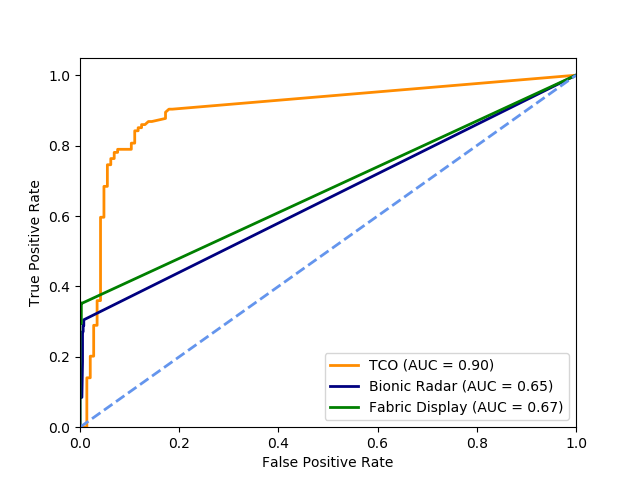 1.0
0.8
0.6
0.4
0.2
0.0
True Positive Rate
0.0 0.2 0.4 0.6 0.8 1.0
False Positive Rate
TCO (AUC = 0.90)
Bionic Radar (AUC = 0.65)
Fabric Display (AUC = 0.67)